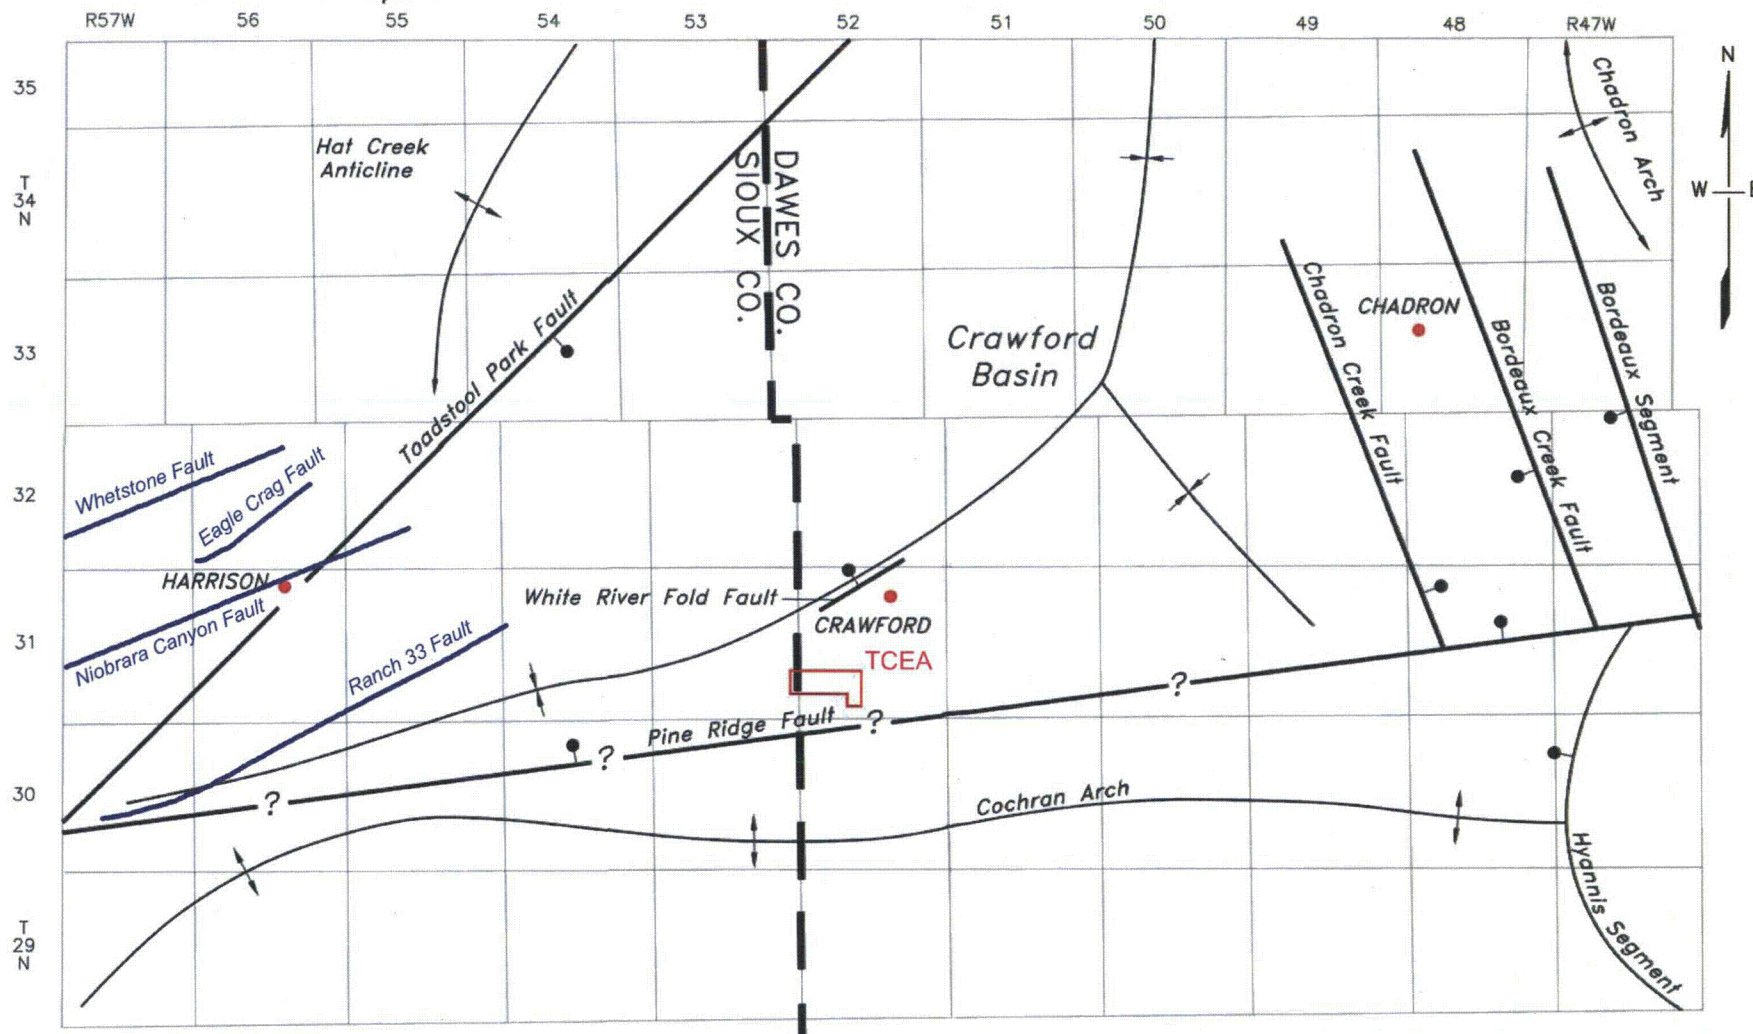 R57W 56 55 54 53 52 51 50 49 48 R47W
35
T
34
N
33
32
31
30
T
29
N
N
W
E
Chadron Arch
Hat Creek
Anticline
DAWES CO.
SIOUX CO.
Toadstool Park Fault
Crawford
Basin
CHADRON
Chadron Creek Fault
Bordeaux Creek Fault
Bordeaux Segment
Whetstone Fault
Eagle Crag Fault
HARRISON
Niobrara Canyon Fault
Ranch 33 Fault
White River Fold Fault
CRAWFORD
TCEA
Pine Ridge Fault
?
?
?
?
Cochran Arch
Hyannis Segment